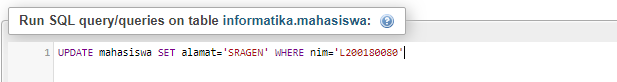 Run SQL query/queries on table informatika.mahasiswa:
1 UPDATE mahasiswa SET alamat='SRAGEN' WHERE nim='L200180080'